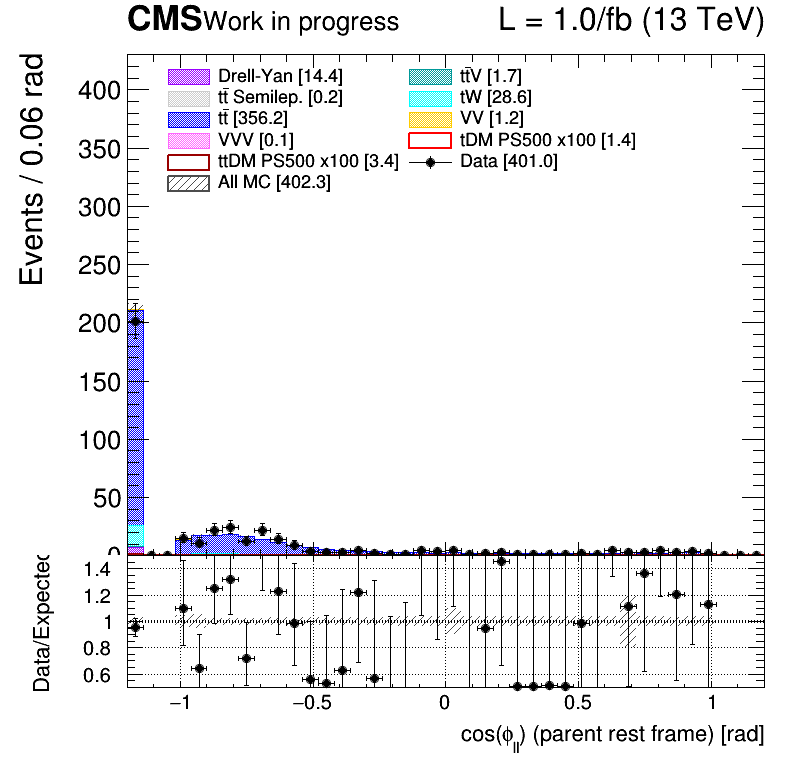 CMS Work in progress L = 1.0/fb (13 TeV)
Events / 0.06 rad
Drell-Yan [14.4] tt̄V [1.7]
tt̄ Semilep. [0.2] tW [28.6]
tt̄ [356.2] VV [1.2]
VVV [0.1] tDM PS500 x100 [1.4]
ttDM PS500 x100 [3.4] Data [401.0]
All MC [402.3]
400
350
300
250
200
150
100
50
0
Data/Expected
1.4
1.2
1
0.8
0.6
−1 −0.5 0 0.5 1
cos(ϕ_ll) (parent rest frame) [rad]